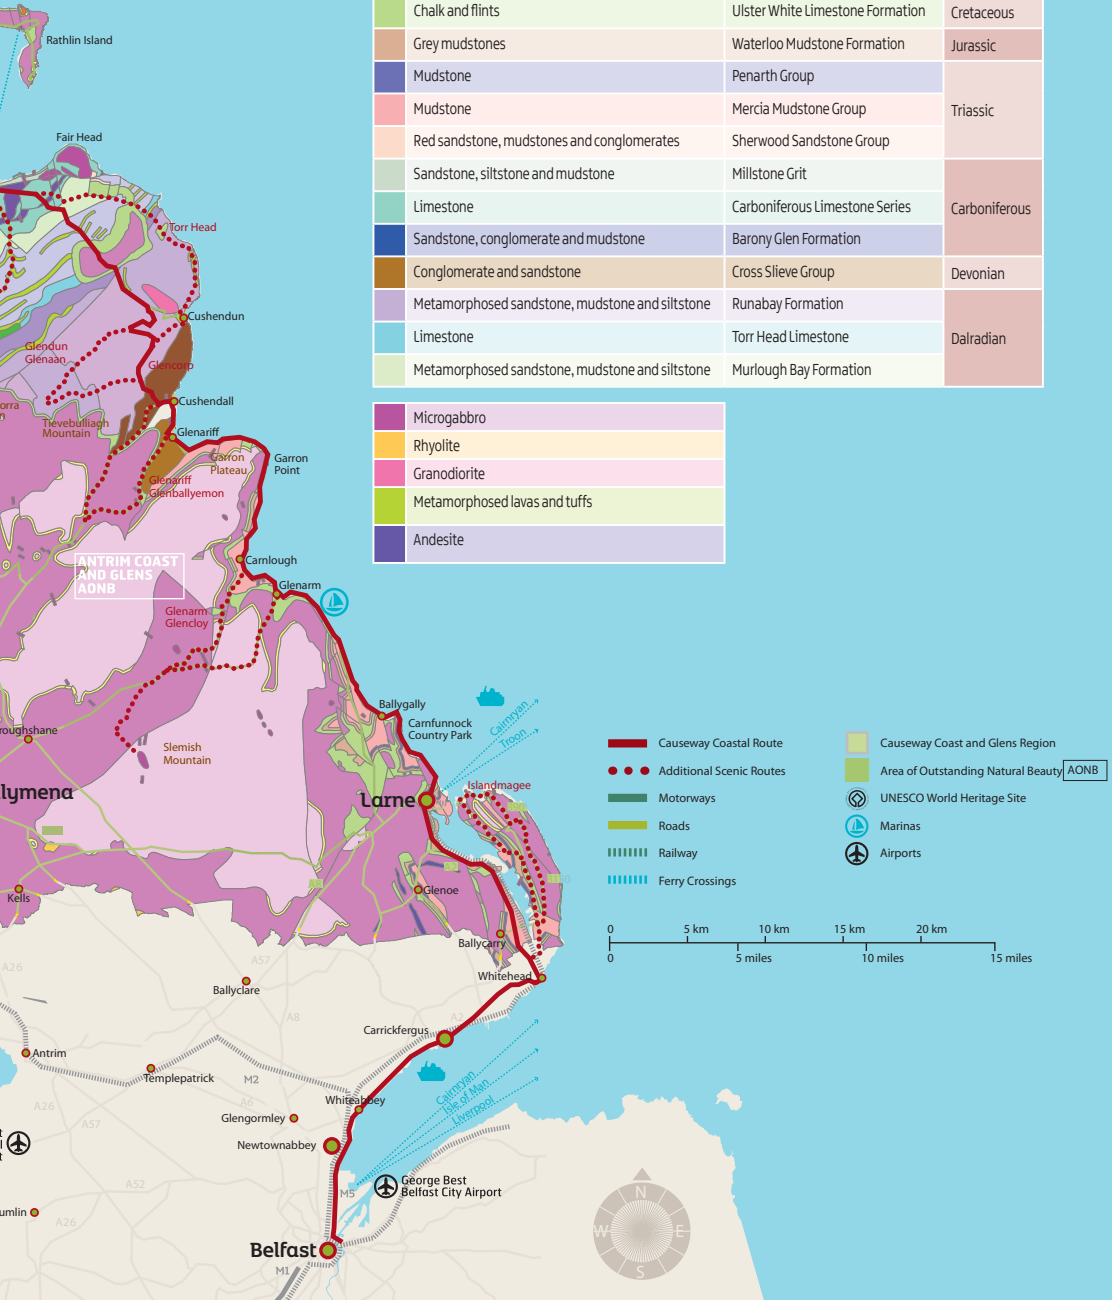 Chalk and flints Ulster White Limestone Formation Cretaceous
Grey mudstones Waterloo Mudstone Formation Jurassic
Mudstone Penarth Group
Mudstone Mercia Mudstone Group Triassic
Red sandstone, mudstones and conglomerates Sherwood Sandstone Group
Sandstone, siltstone and mudstone Millstone Grit
Limestone Carboniferous Limestone Series Carboniferous
Sandstone, conglomerate and mudstone Barony Glen Formation
Conglomerate and sandstone Cross Slieve Group Devonian
Metamorphosed sandstone, mudstone and siltstone Runabay Formation
Limestone Torr Head Limestone Dalradian
Metamorphosed sandstone, mudstone and siltstone Murlough Bay Formation
Microgabbro
Rhyolite
Granodiorite
Metamorphosed lavas and tuffs
Andesite
Rathlin Island
Fair Head
Torr Head
Cushendun
Glendun
Glenaan
Glencorp
orra
n
Cushendall
Tievebulliagh
Mountain
Glenariff
Garron
Plateau
Garron
Point
Glenariff
Glenballyemon
ANTRIM COAST
AND GLENS
AONB
Carnlough
Glenarm
Glenarm
Glencloy
Ballygally
Carnfunnock
Country Park
Cairnryan
Troon
roughshane
Slemish
Mountain
lymena
Larne
Islandmagee
Kells
Glenoe
Ballycarry
Whitehead
A26
A57
Ballyclare
A8
A2
Carrickfergus
Antrim
Templepatrick
M2
A26
A6
A57
Whiteabbey
Glengormley
Newtownabbey
Cairnryan
Isle of Man
Liverpool
t
l
t
A52
M5
George Best
Belfast City Airport
umlin
A26
Belfast
M1
Causeway Coastal Route
Additional Scenic Routes
Motorways
Roads
Railway
Ferry Crossings
Causeway Coast and Glens Region
Area of Outstanding Natural Beauty AONB
UNESCO World Heritage Site
Marinas
Airports
0 5 km 10 km 15 km 20 km
0 5 miles 10 miles 15 miles
N
W E
S